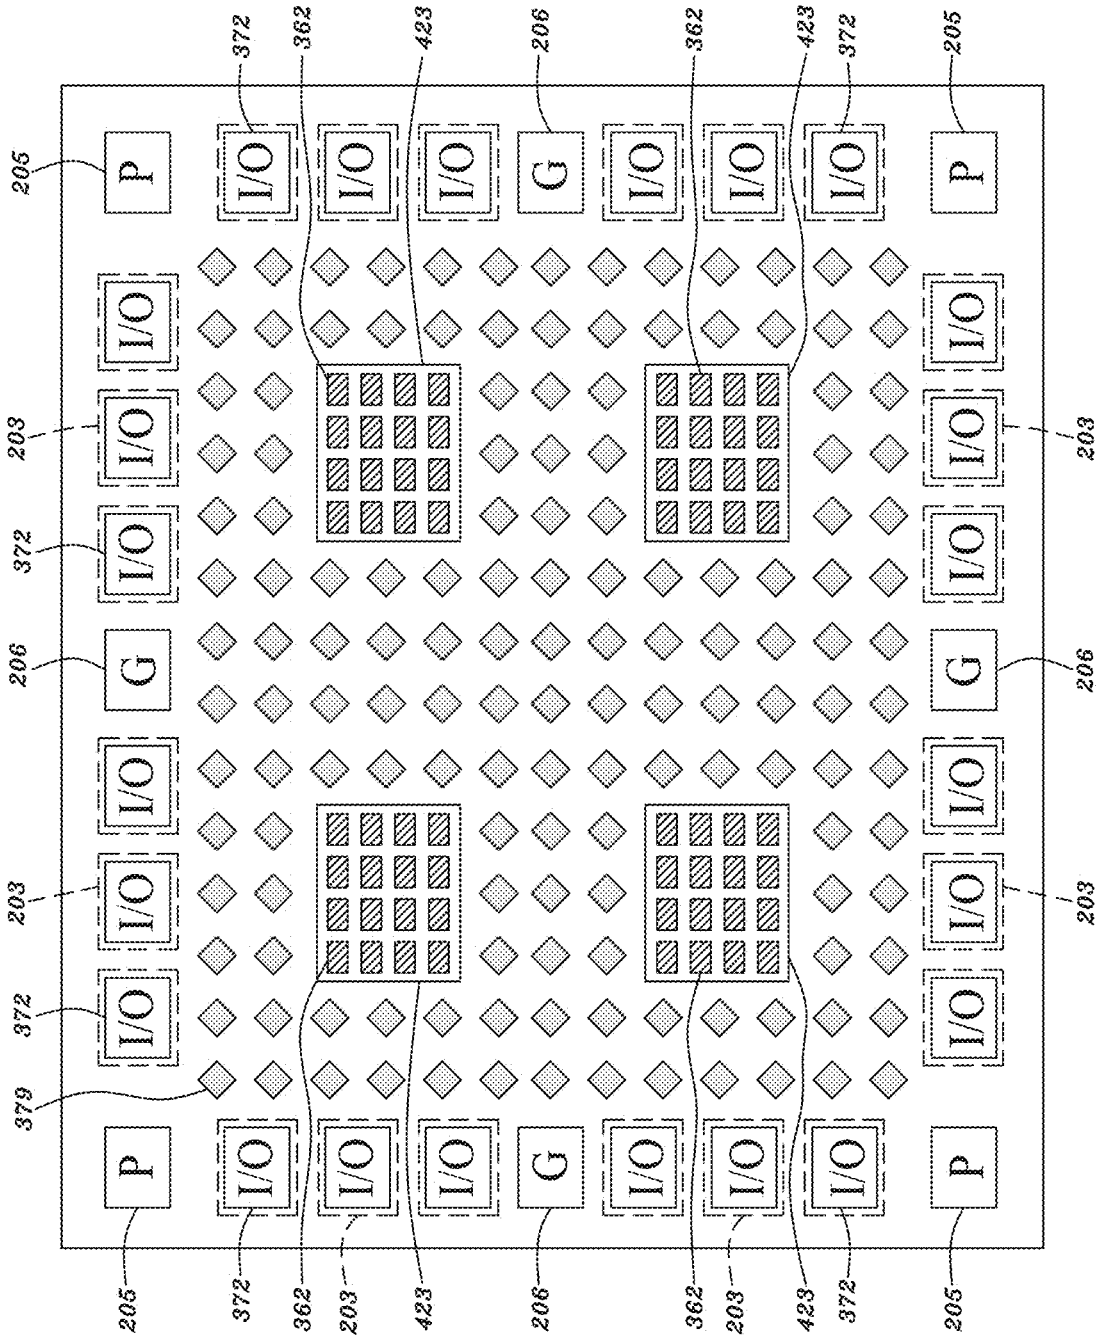 379 372 203 206 372 203 205
205 P I/O I/O I/O G I/O I/O I/O P
372 I/O I/O 372
362 362
203 I/O I/O
423 423
I/O I/O
206 G G 206
I/O I/O
362 362
203 I/O I/O
423 423
372 I/O I/O 372
205 P I/O I/O I/O G I/O I/O I/O P 205
203 206 203